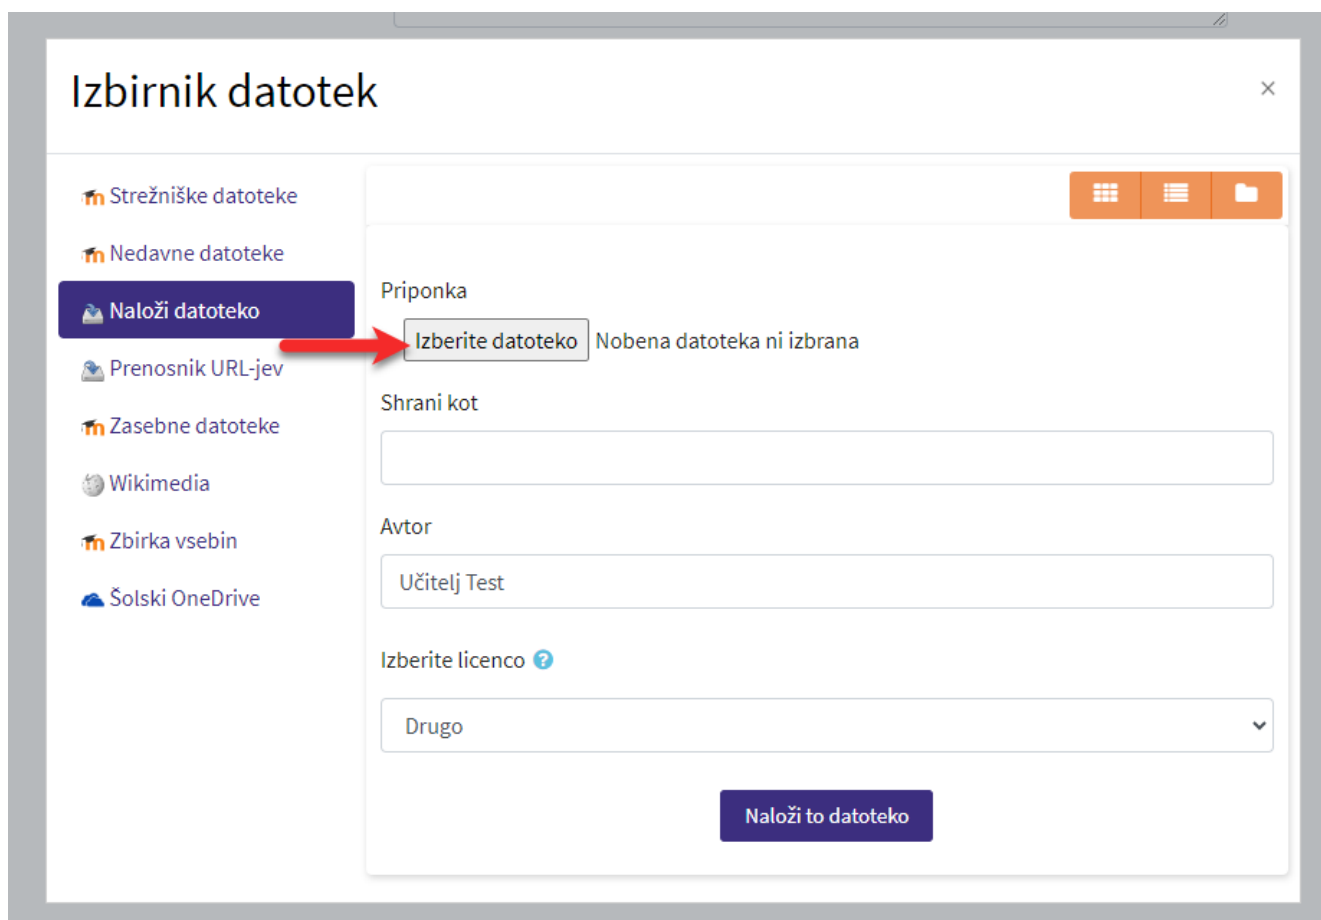 Izbirnik datotek
×
Strežniške datoteke
Nedavne datoteke
Naloži datoteko
Prenosnik URL-jev
Zasebne datoteke
Wikimedia
Zbirka vsebin
Šolski OneDrive
Priponka
Izberite datoteko Nobena datoteka ni izbrana
Shrani kot
Avtor
Učitelj Test
Izberite licenco ?
Drugo
Naloži to datoteko